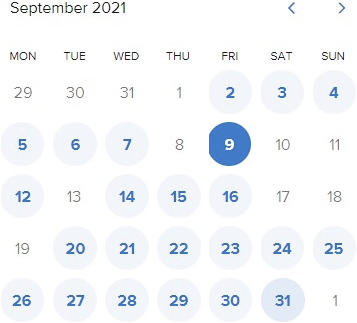 September 2021
MON TUE WED THU FRI SAT SUN
29 30 31 1 2 3 4
5 6 7 8 9 10 11
12 13 14 15 16 17 18
19 20 21 22 23 24 25
26 27 28 29 30 31 1